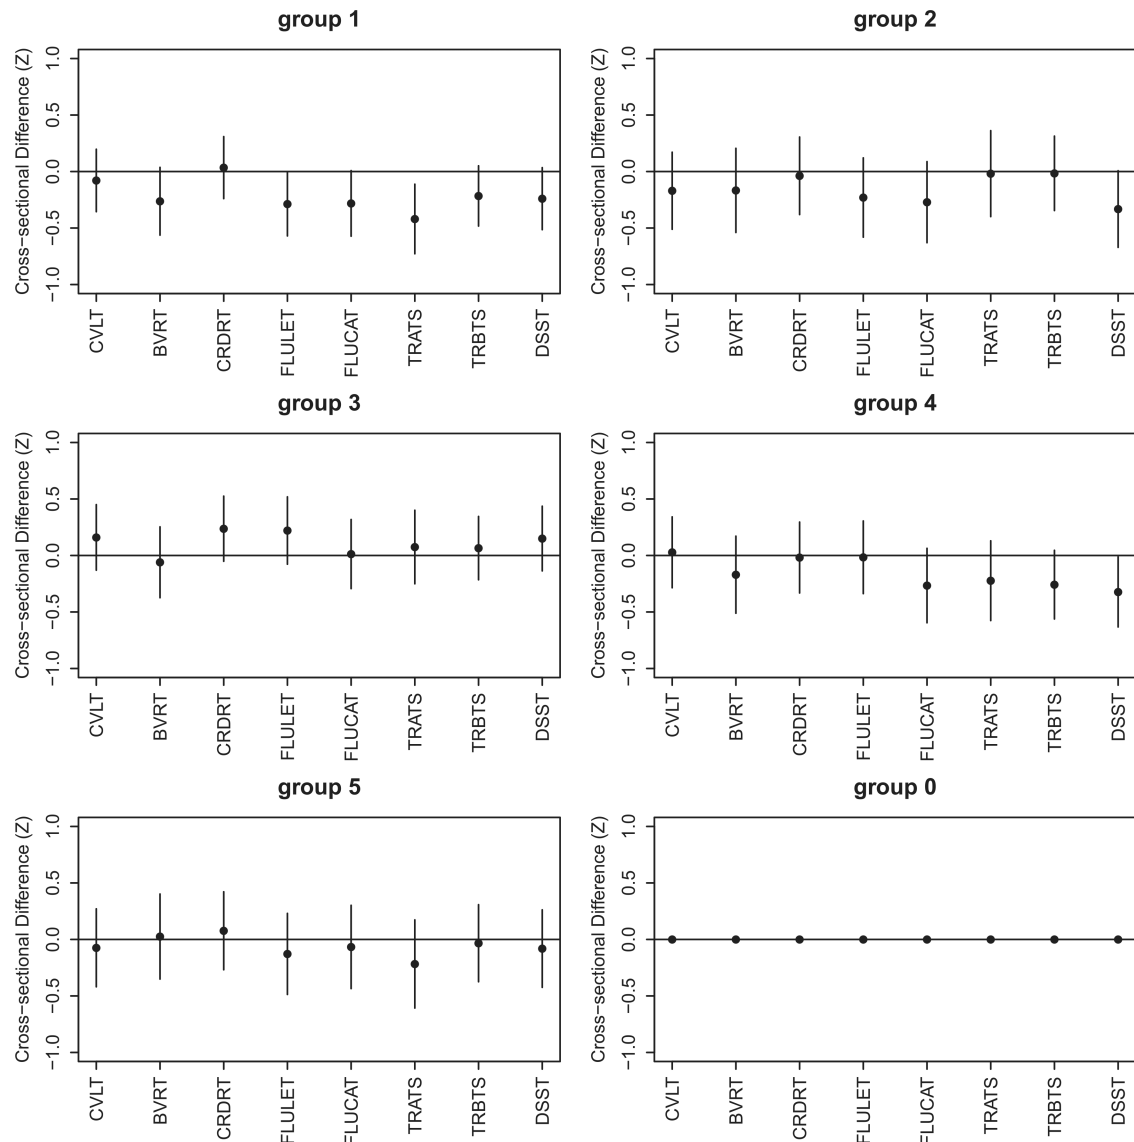 group 1
Cross−sectional Difference (Z)
1.0
0.5
0.0
−0.5
−1.0
CVLT
BVRT
CRDRT
FLULET
FLUCAT
TRATS
TRBTS
DSST
group 2
Cross−sectional Difference (Z)
1.0
0.5
0.0
−0.5
−1.0
CVLT
BVRT
CRDRT
FLULET
FLUCAT
TRATS
TRBTS
DSST
group 3
Cross−sectional Difference (Z)
1.0
0.5
0.0
−0.5
−1.0
CVLT
BVRT
CRDRT
FLULET
FLUCAT
TRATS
TRBTS
DSST
group 4
Cross−sectional Difference (Z)
1.0
0.5
0.0
−0.5
−1.0
CVLT
BVRT
CRDRT
FLULET
FLUCAT
TRATS
TRBTS
DSST
group 5
Cross−sectional Difference (Z)
1.0
0.5
0.0
−0.5
−1.0
CVLT
BVRT
CRDRT
FLULET
FLUCAT
TRATS
TRBTS
DSST
group 0
Cross−sectional Difference (Z)
1.0
0.5
0.0
−0.5
−1.0
CVLT
BVRT
CRDRT
FLULET
FLUCAT
TRATS
TRBTS
DSST